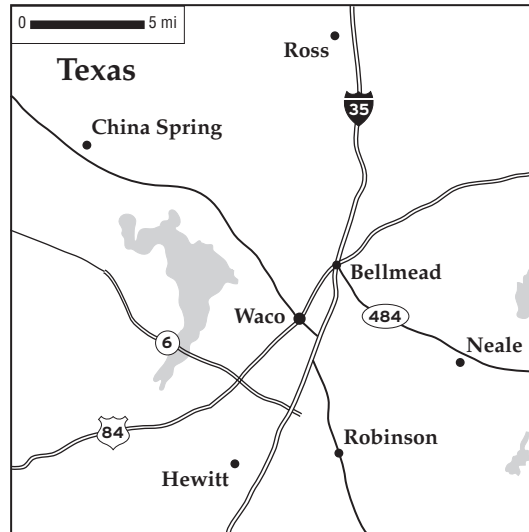 0 5 mi
Texas
Ross
35
China Spring
Bellmead
Waco
484
6
Neale
84
Robinson
Hewitt